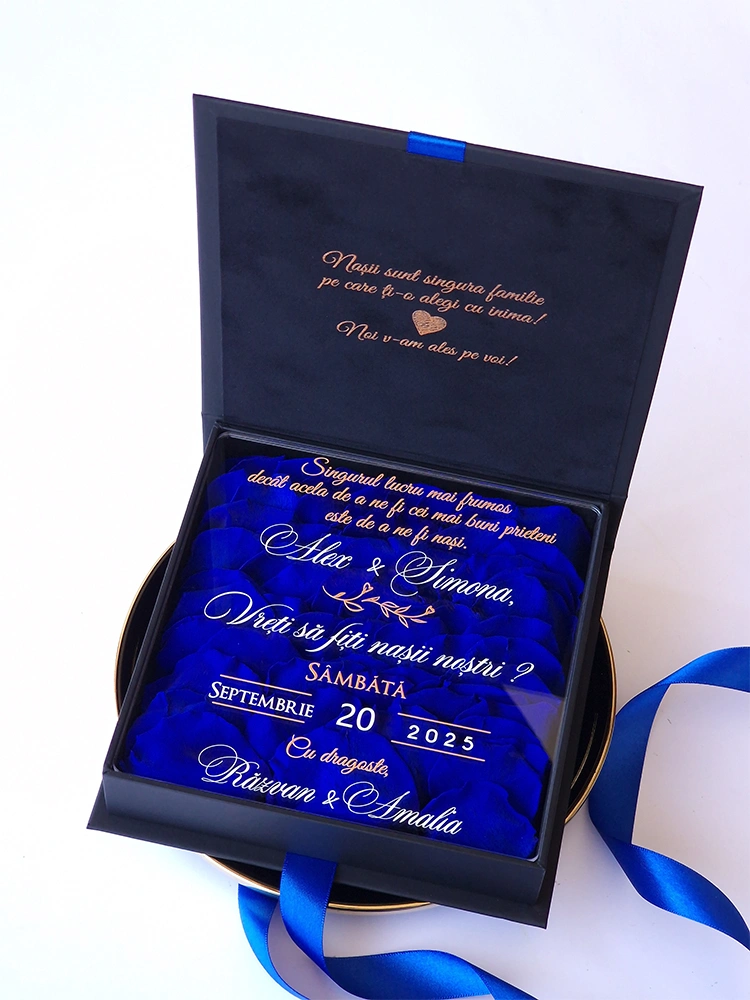 Nașii sunt singura familie
pe care ți-o alegi cu inima!
Noi v-am ales pe voi!
Singurul lucru mai frumos
decât acela de a ne fi cei mai buni prieteni
este de a ne fi nași.
Alex & Simona,
Vreți să fiți nașii noștri ?
SÂMBĂTĂ
SEPTEMBRIE 20 2025
Cu dragoste,
Răzvan & Amalia